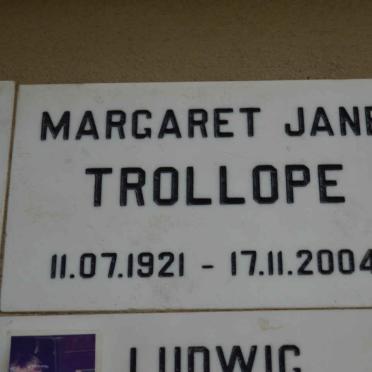 MARGARET JANE
TROLLOPE
11.07.1921 - 17.11.2004
LUDWIG